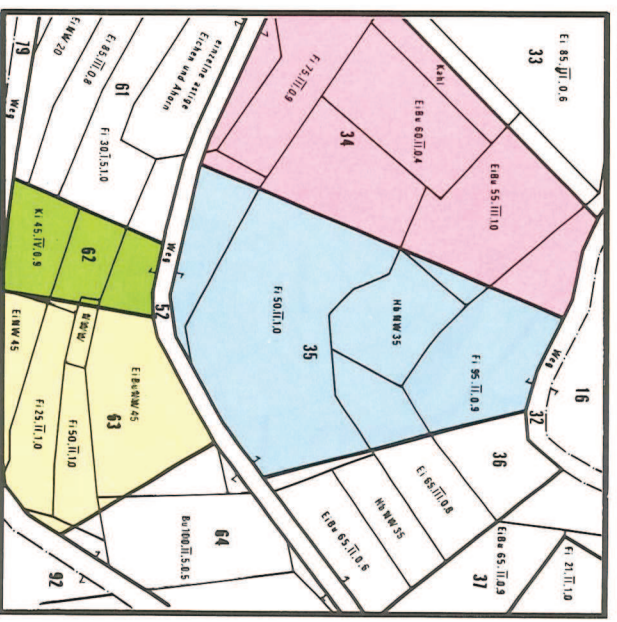 79
Weg
Ei NW 20
Ei 85.III.0.8
61
Fi 30.I.5.1.0
einzelne astige
Eichen und Ahorn
Fi 75.III.0.9
34
Kahl
EiBu 60.II.0.4
EiBu 55.III.1.0
33
Ei 85.III.0.6
Ki 45.IV.0.9
62
Weg
52
Fi 50.II.1.0
35
Hb NW 35
Fi 95.II.0.9
Weg
32
16
Ei NW 45
Fi 25.II.1.0
Fi 50.II.1.0
EiBuNW 45
63
36
Ei 65.III.0.8
Hb NW 35
EiBu 65.II.0.6
EiBu 65.II.0.9
37
Fi 21.II.1.0
64
Bu 100.II.5.0.5
92